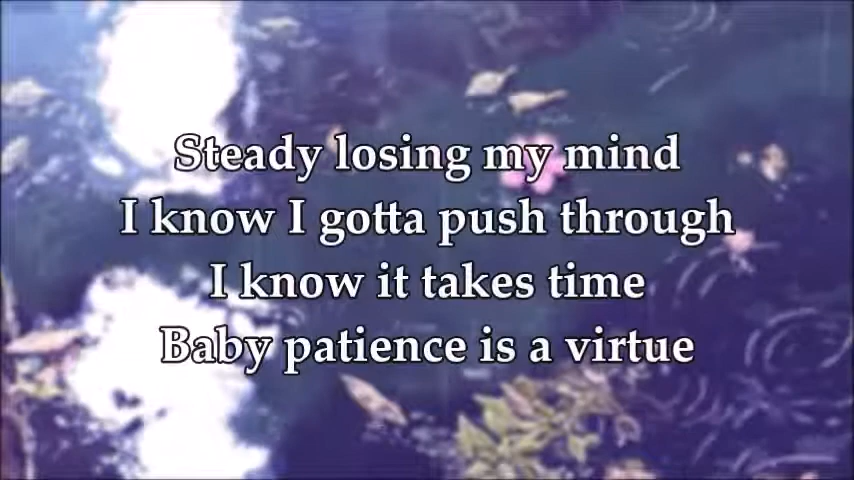 Steady losing my mind
I know I gotta push through
I know it takes time
Baby patience is a virtue